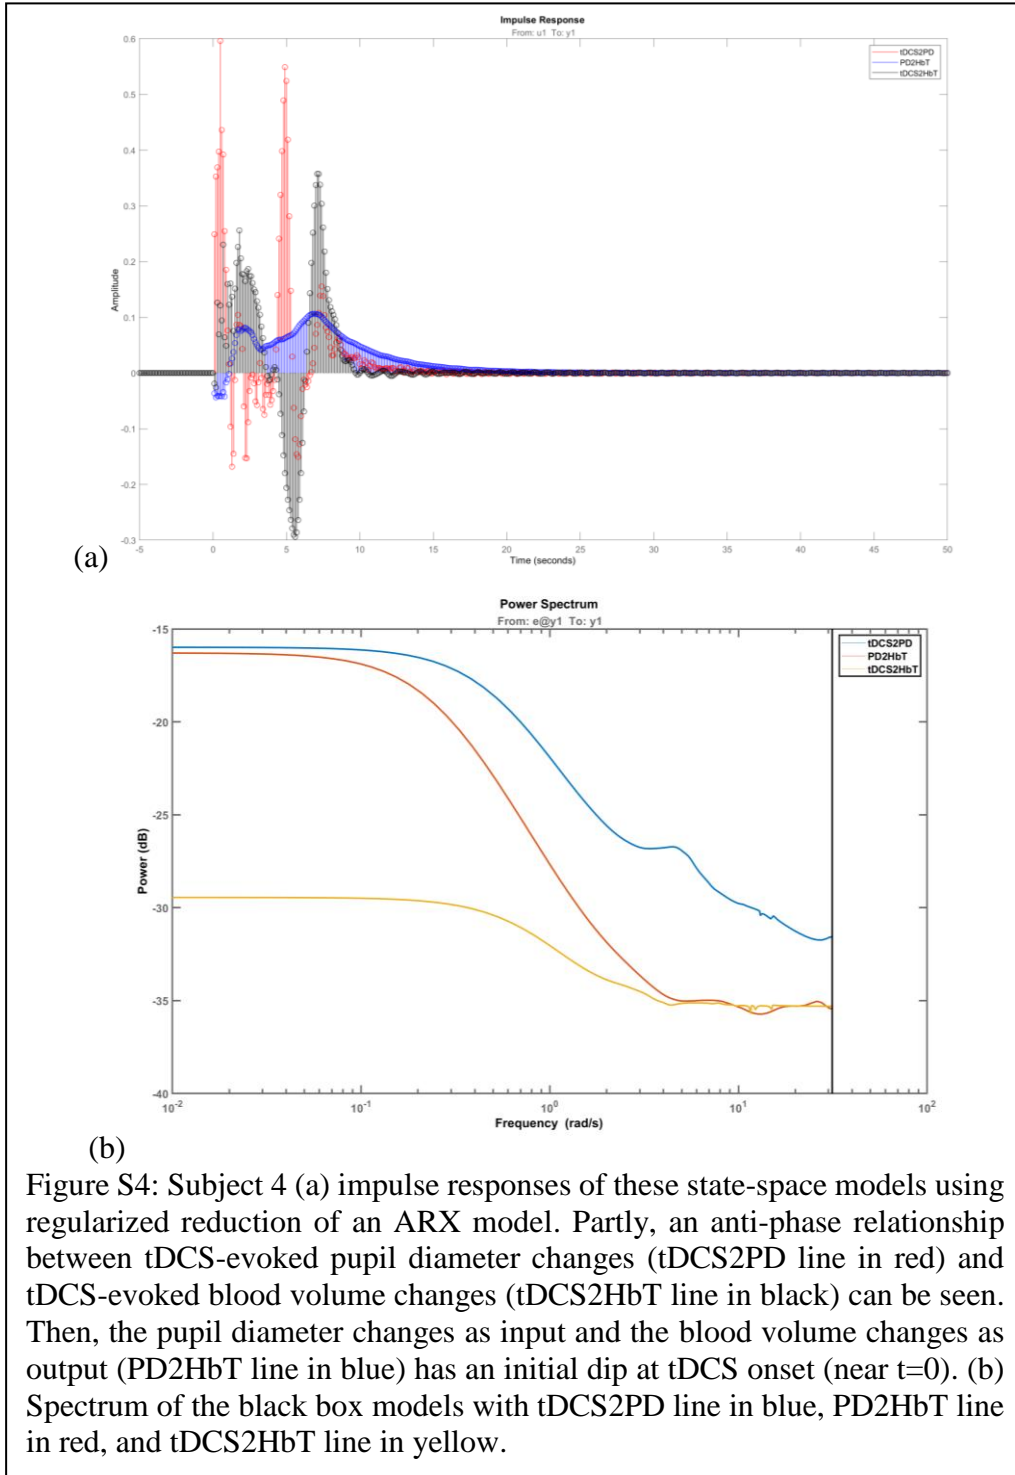 Impulse Response
From: u1 To: y1
tDCS2PD
PD2HbT
tDCS2HbT
0.6
0.5
0.4
0.3
0.2
0.1
0
-0.1
-0.2
-0.3
Amplitude
-5 0 5 10 15 20 25 30 35 40 45 50
Time (seconds)
(a)
Power Spectrum
From: e@y1 To: y1
tDCS2PD
PD2HbT
tDCS2HbT
-15
-20
-25
-30
-35
-40
Power (dB)
10-2 10-1 100 101 102
Frequency (rad/s)
(b)
Figure S4: Subject 4 (a) impulse responses of these state-space models using
regularized reduction of an ARX model. Partly, an anti-phase relationship
between tDCS-evoked pupil diameter changes (tDCS2PD line in red) and
tDCS-evoked blood volume changes (tDCS2HbT line in black) can be seen.
Then, the pupil diameter changes as input and the blood volume changes as
output (PD2HbT line in blue) has an initial dip at tDCS onset (near t=0). (b)
Spectrum of the black box models with tDCS2PD line in blue, PD2HbT line
in red, and tDCS2HbT line in yellow.